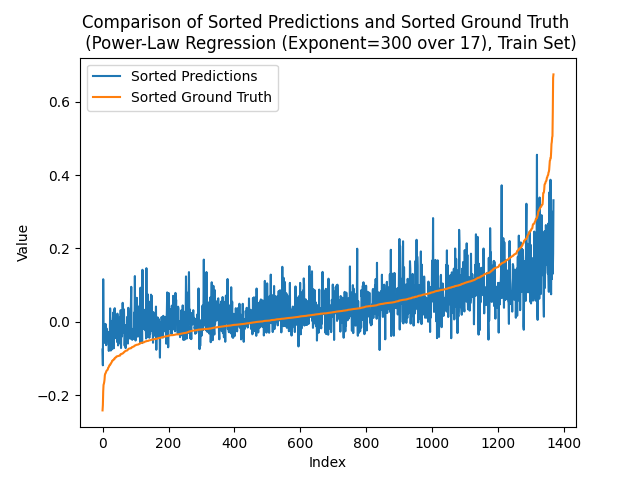 Comparison of Sorted Predictions and Sorted Ground Truth
(Power-Law Regression (Exponent=300 over 17), Train Set)
Sorted Predictions
Sorted Ground Truth
0.6
0.4
0.2
0.0
−0.2
Value
0 200 400 600 800 1000 1200 1400
Index